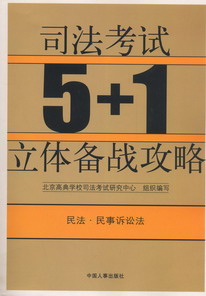 司法考试
5+1
立体备战攻略
北京高典学校司法考试研究中心 组织编写
民法·民事诉讼法
中国人事出版社